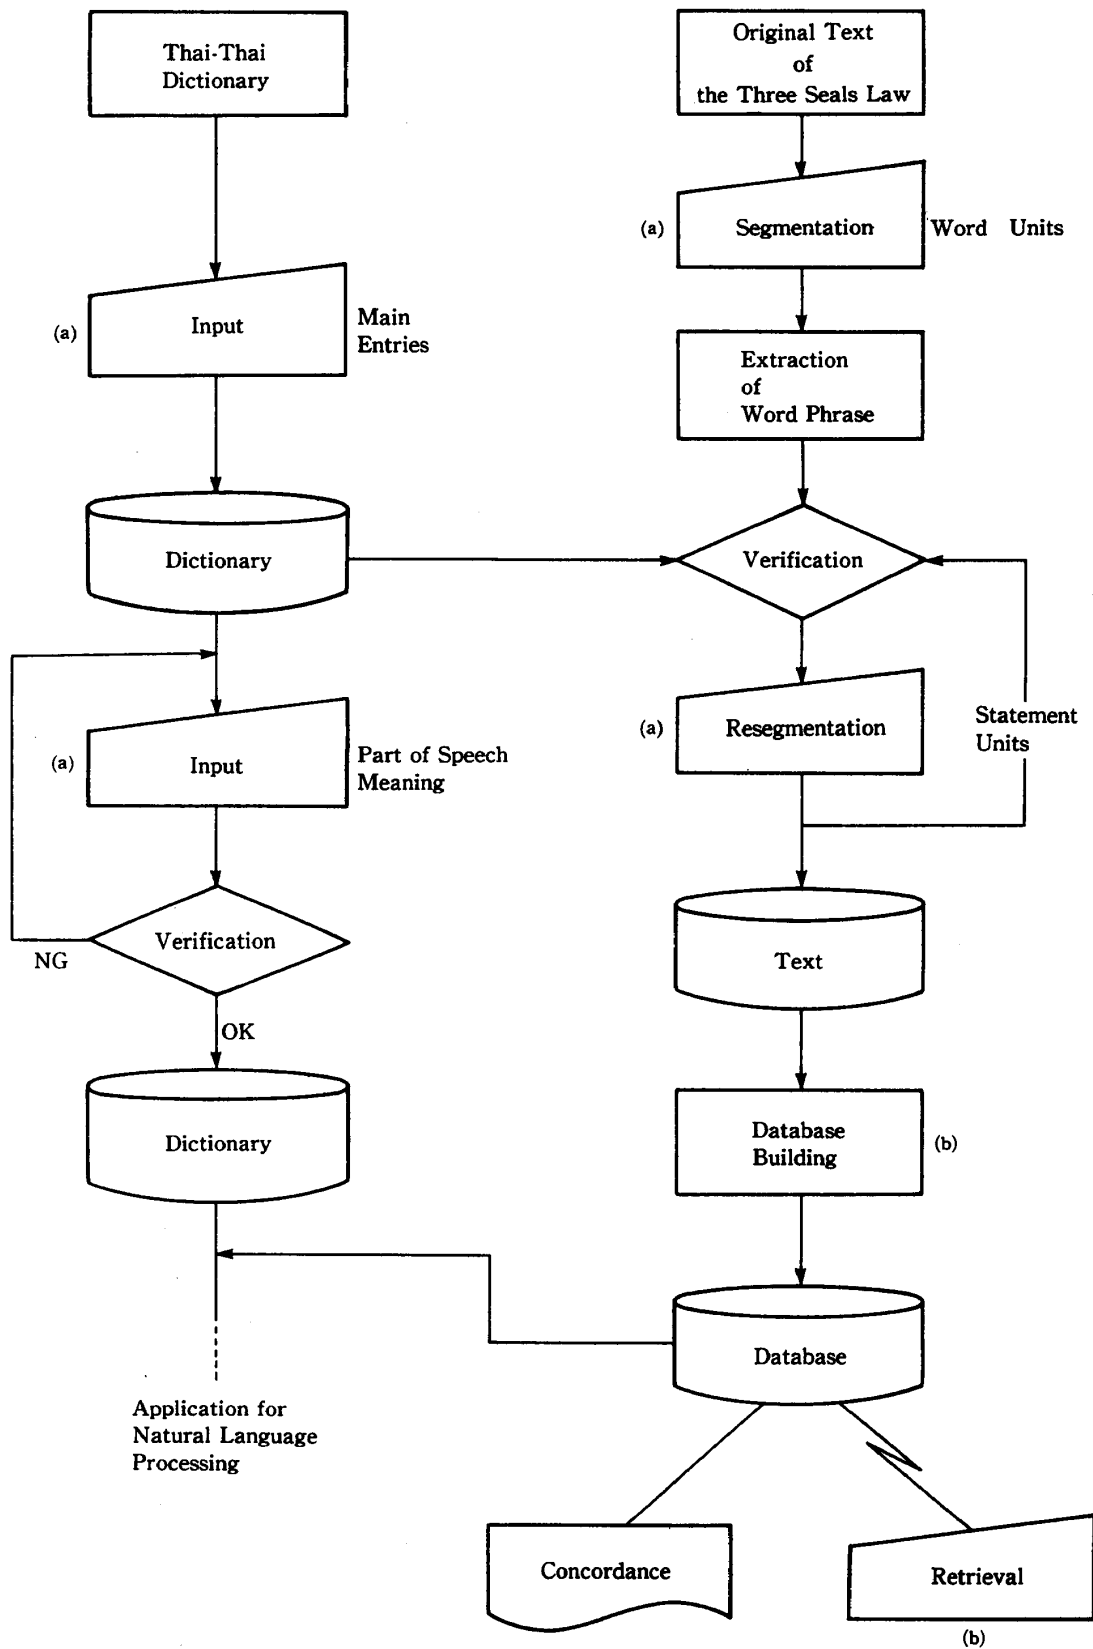 Thai-Thai
Dictionary
(a)
Input
Main
Entries
Dictionary
(a)
Input
Part of Speech
Meaning
Verification
NG
OK
Dictionary
Application for
Natural Language
Processing
Original Text
of
the Three Seals Law
(a)
Segmentation
Word Units
Extraction
of
Word Phrase
Verification
(a)
Resegmentation
Statement
Units
Text
Database
Building
(b)
Database
Concordance
Retrieval
(b)